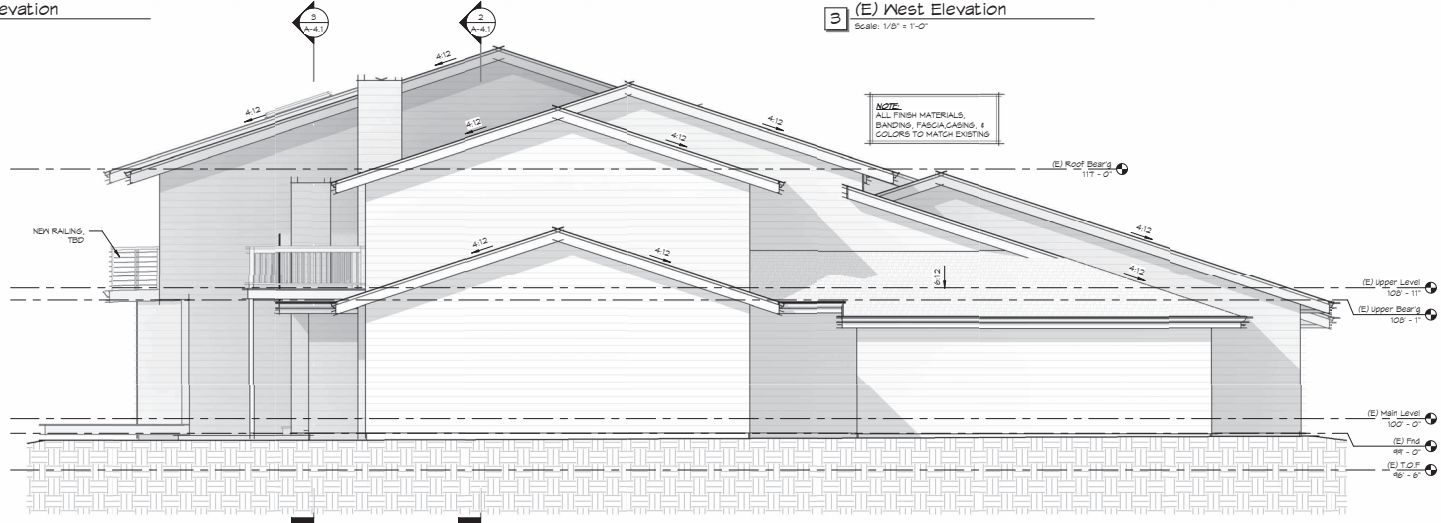 evation
3
A-4.1
2
A-4.1
3
(E) West Elevation
Scale: 1/8" = 1'-0"
4:12
4:12
4:12
4:12
4:12
NOTE:
ALL FINISH MATERIALS,
BANDING, FASCIA,CASING, &
COLORS TO MATCH EXISTING
(E) Roof Bear'g
117' - 0"
NEW RAILING,
TBD
4:12
4:12
4:12
4:12
6:12
(E) Upper Level
108' - 11"
(E) Upper Bear'g
108' - 1"
(E) Main Level
100' - 0"
(E) Fnd
99' - 0"
(E) T.O.F
96' - 6"